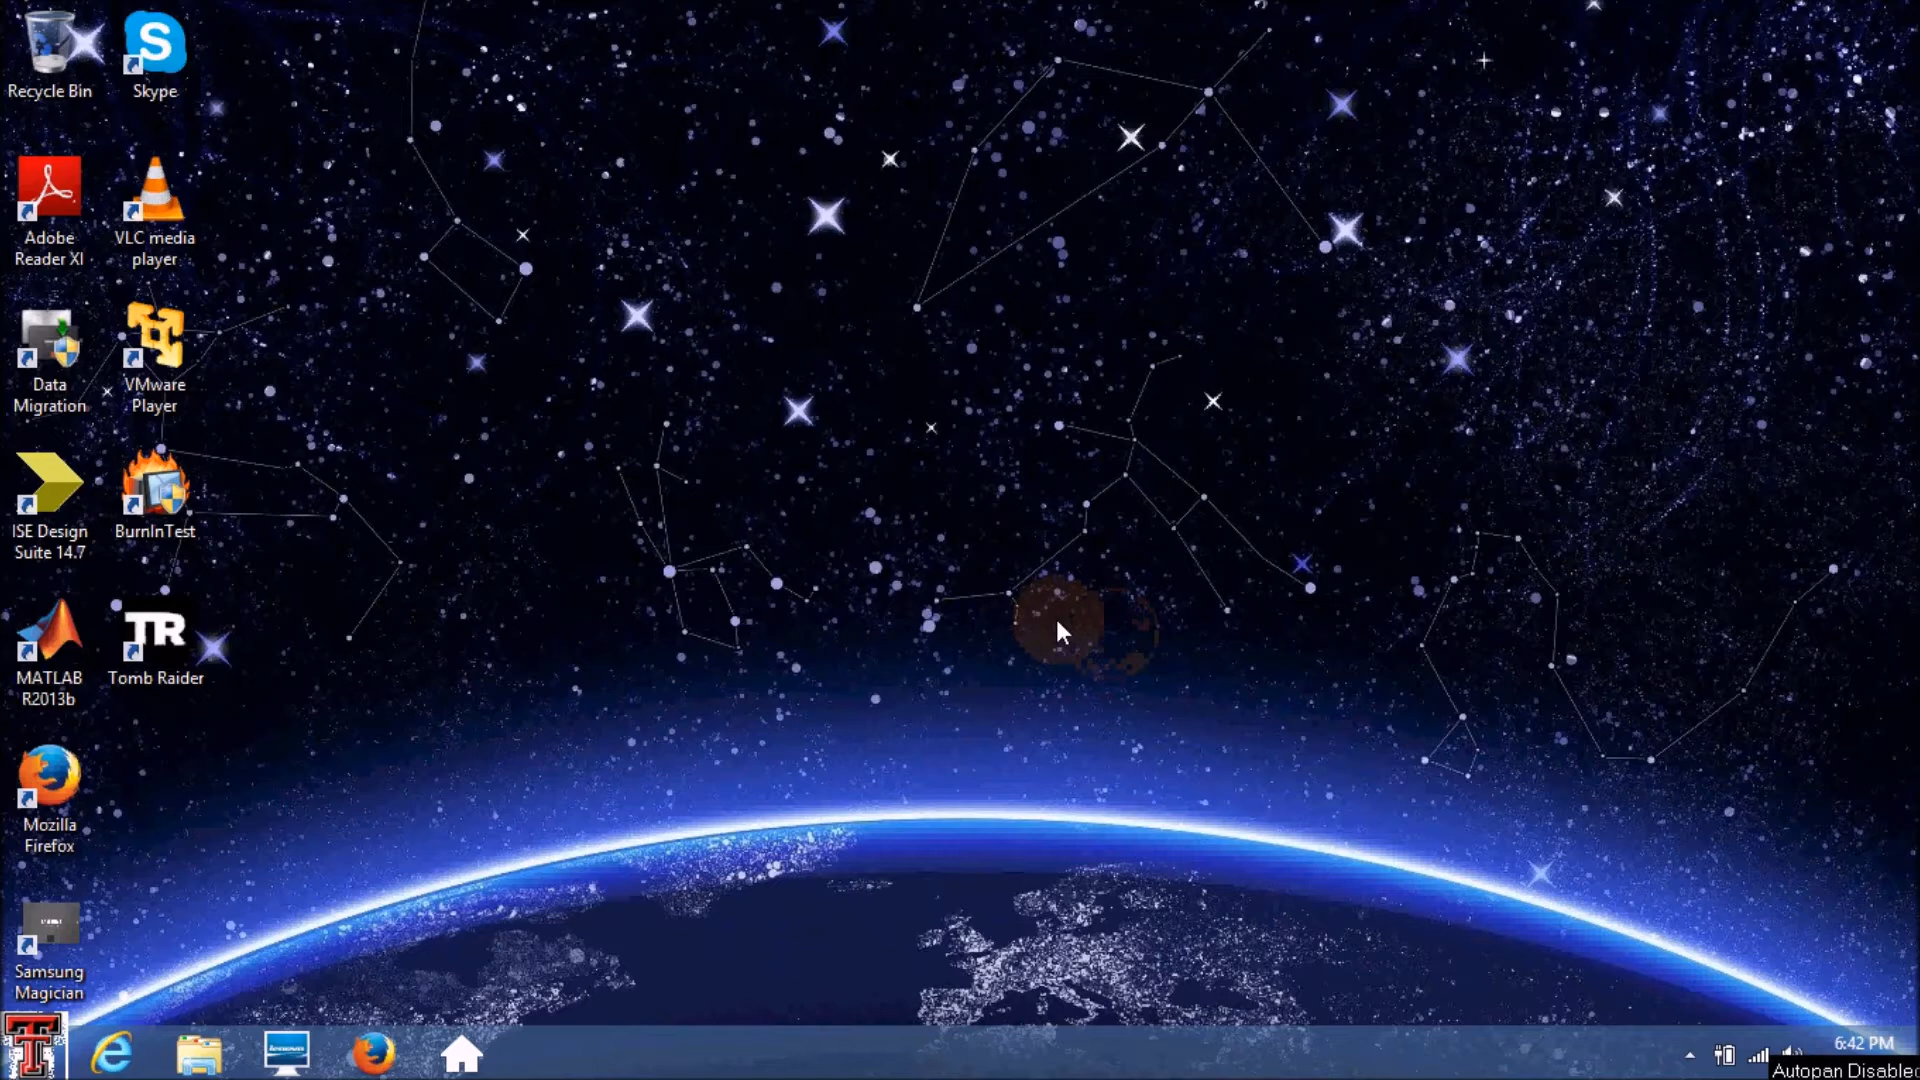 Recycle Bin
Skype
Adobe
Reader XI
VLC media
player
Data
Migration
VMware
Player
ISE Design
Suite 14.7
BurnInTest
MATLAB
R2013b
TR
Tomb Raider
Mozilla
Firefox
Samsung
Magician
6:42 PM
Autopan Disabled